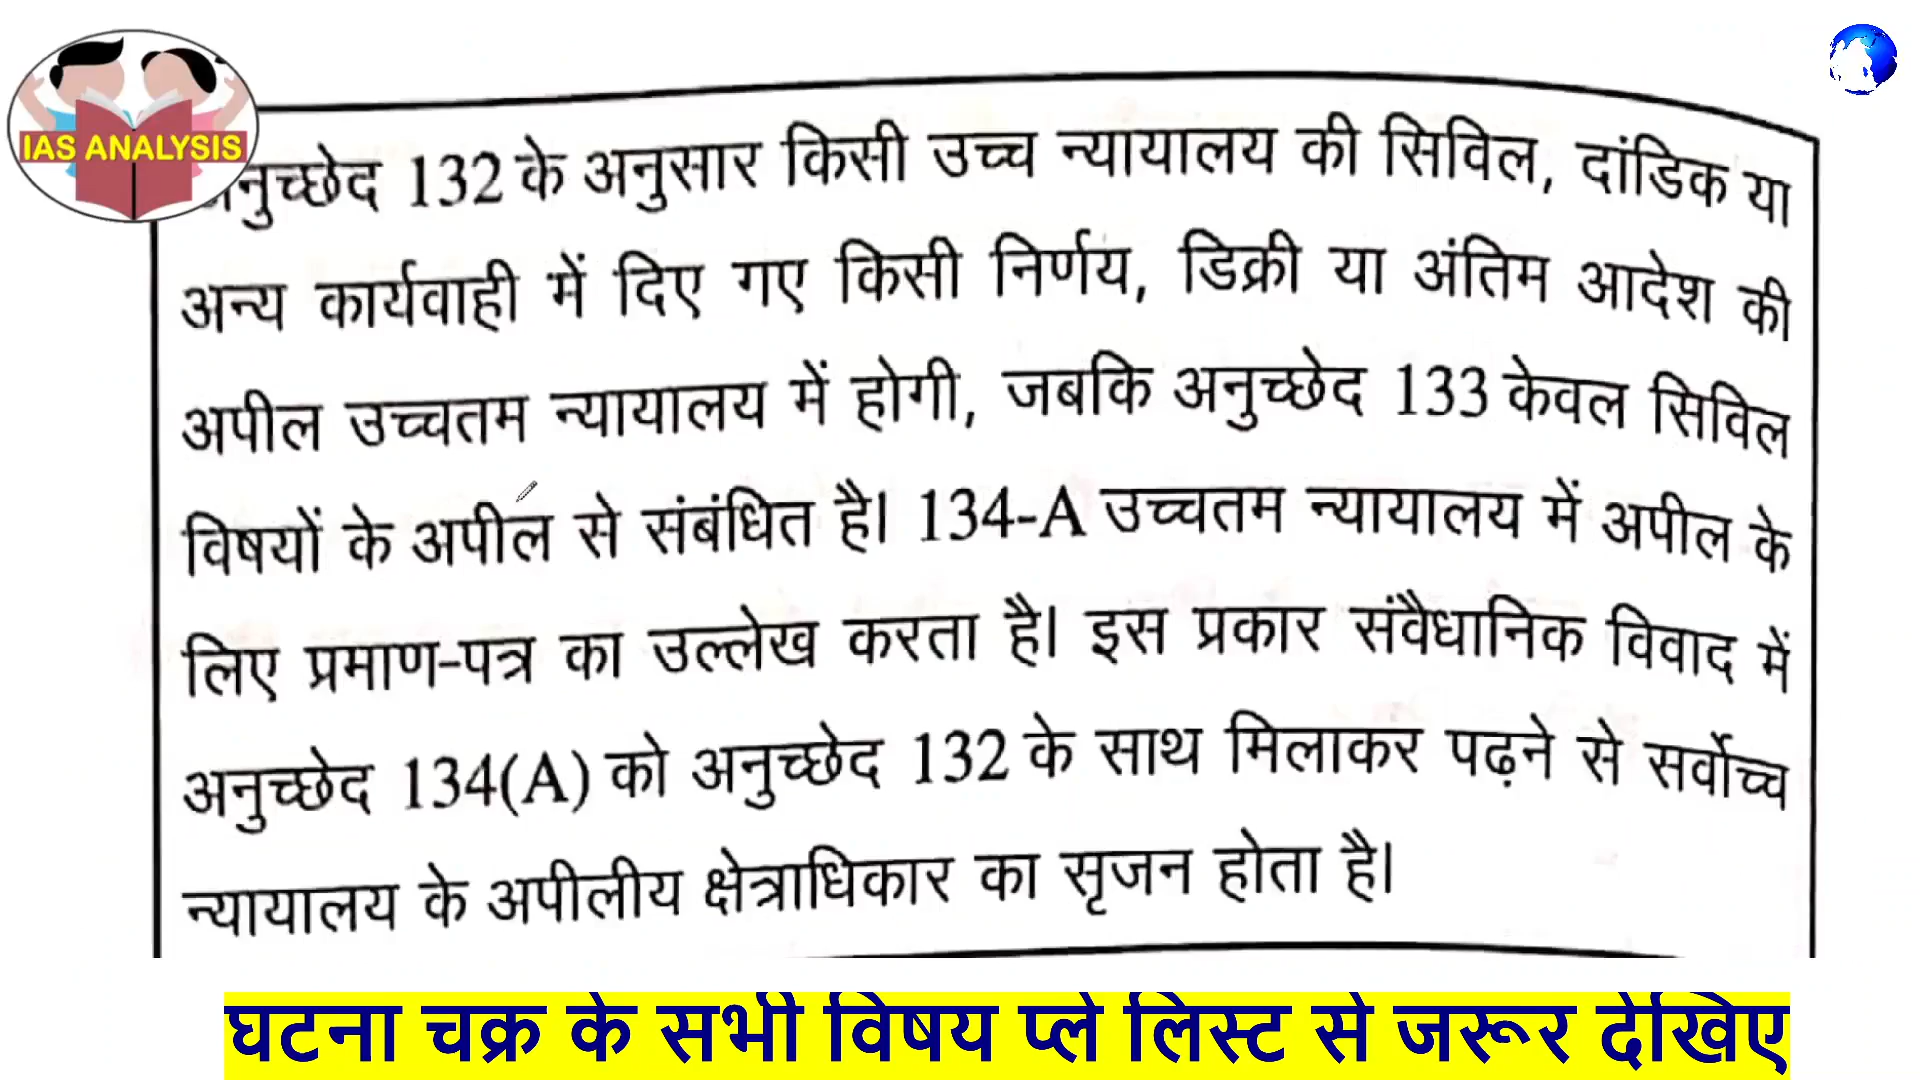 IAS ANALYSIS
अनुच्छेद 132 के अनुसार किसी उच्च न्यायालय की सिविल, दांडिक या
अन्य कार्यवाही में दिए गए किसी निर्णय, डिक्री या अंतिम आदेश की
अपील उच्चतम न्यायालय में होगी, जबकि अनुच्छेद 133 केवल सिविल
विषयों के अपील से संबंधित है। 134-A उच्चतम न्यायालय में अपील के
लिए प्रमाण-पत्र का उल्लेख करता है। इस प्रकार संवैधानिक विवाद में
अनुच्छेद 134(A) को अनुच्छेद 132 के साथ मिलाकर पढ़ने से सर्वोच्च
न्यायालय के अपीलीय क्षेत्राधिकार का सृजन होता है।
घटना चक्र के सभी विषय प्ले लिस्ट से जरूर देखिए